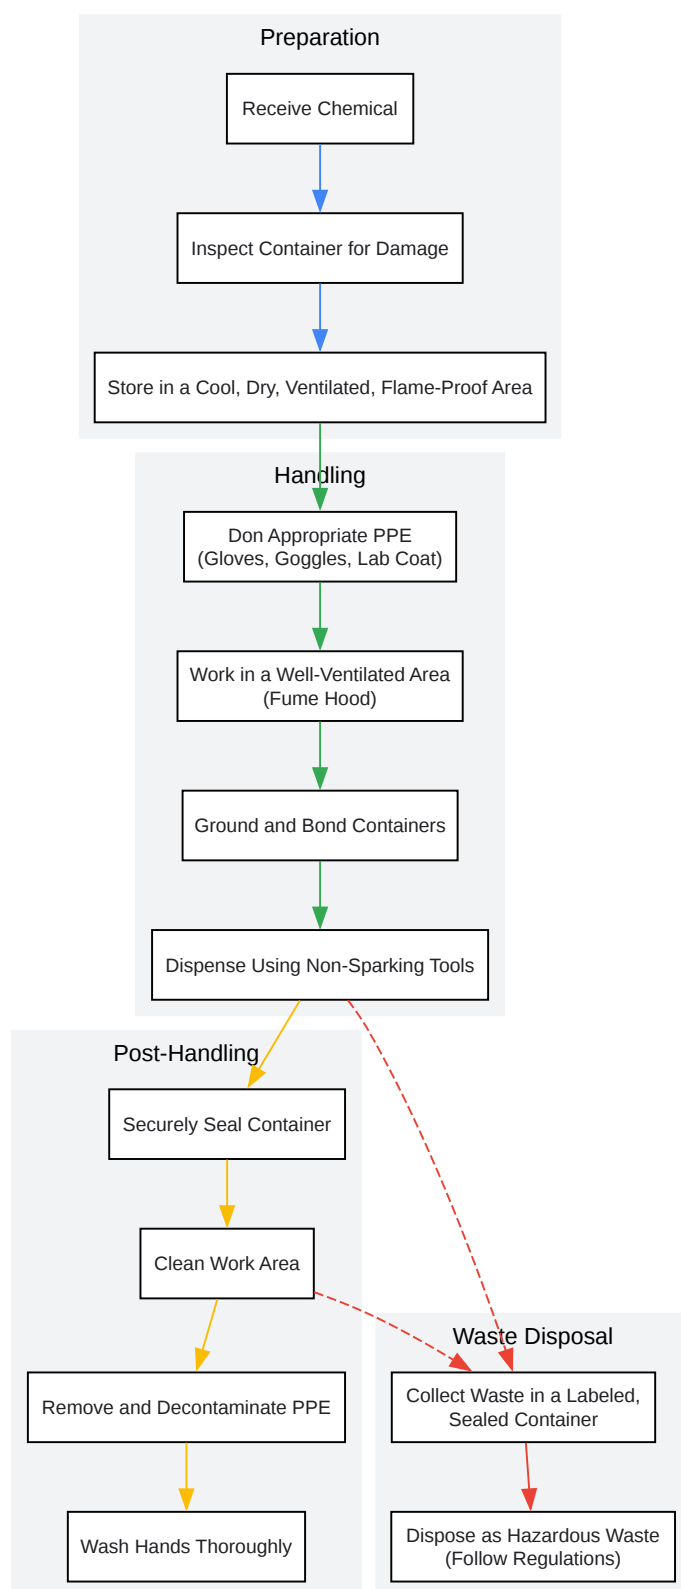 Preparation
Receive Chemical
Inspect Container for Damage
Store in a Cool, Dry, Ventilated, Flame-Proof Area
Handling
Don Appropriate PPE
(Gloves, Goggles, Lab Coat)
Work in a Well-Ventilated Area
(Fume Hood)
Ground and Bond Containers
Dispense Using Non-Sparking Tools
Post-Handling
Securely Seal Container
Clean Work Area
Remove and Decontaminate PPE
Wash Hands Thoroughly
Waste Disposal
Collect Waste in a Labeled,
Sealed Container
Dispose as Hazardous Waste
(Follow Regulations)